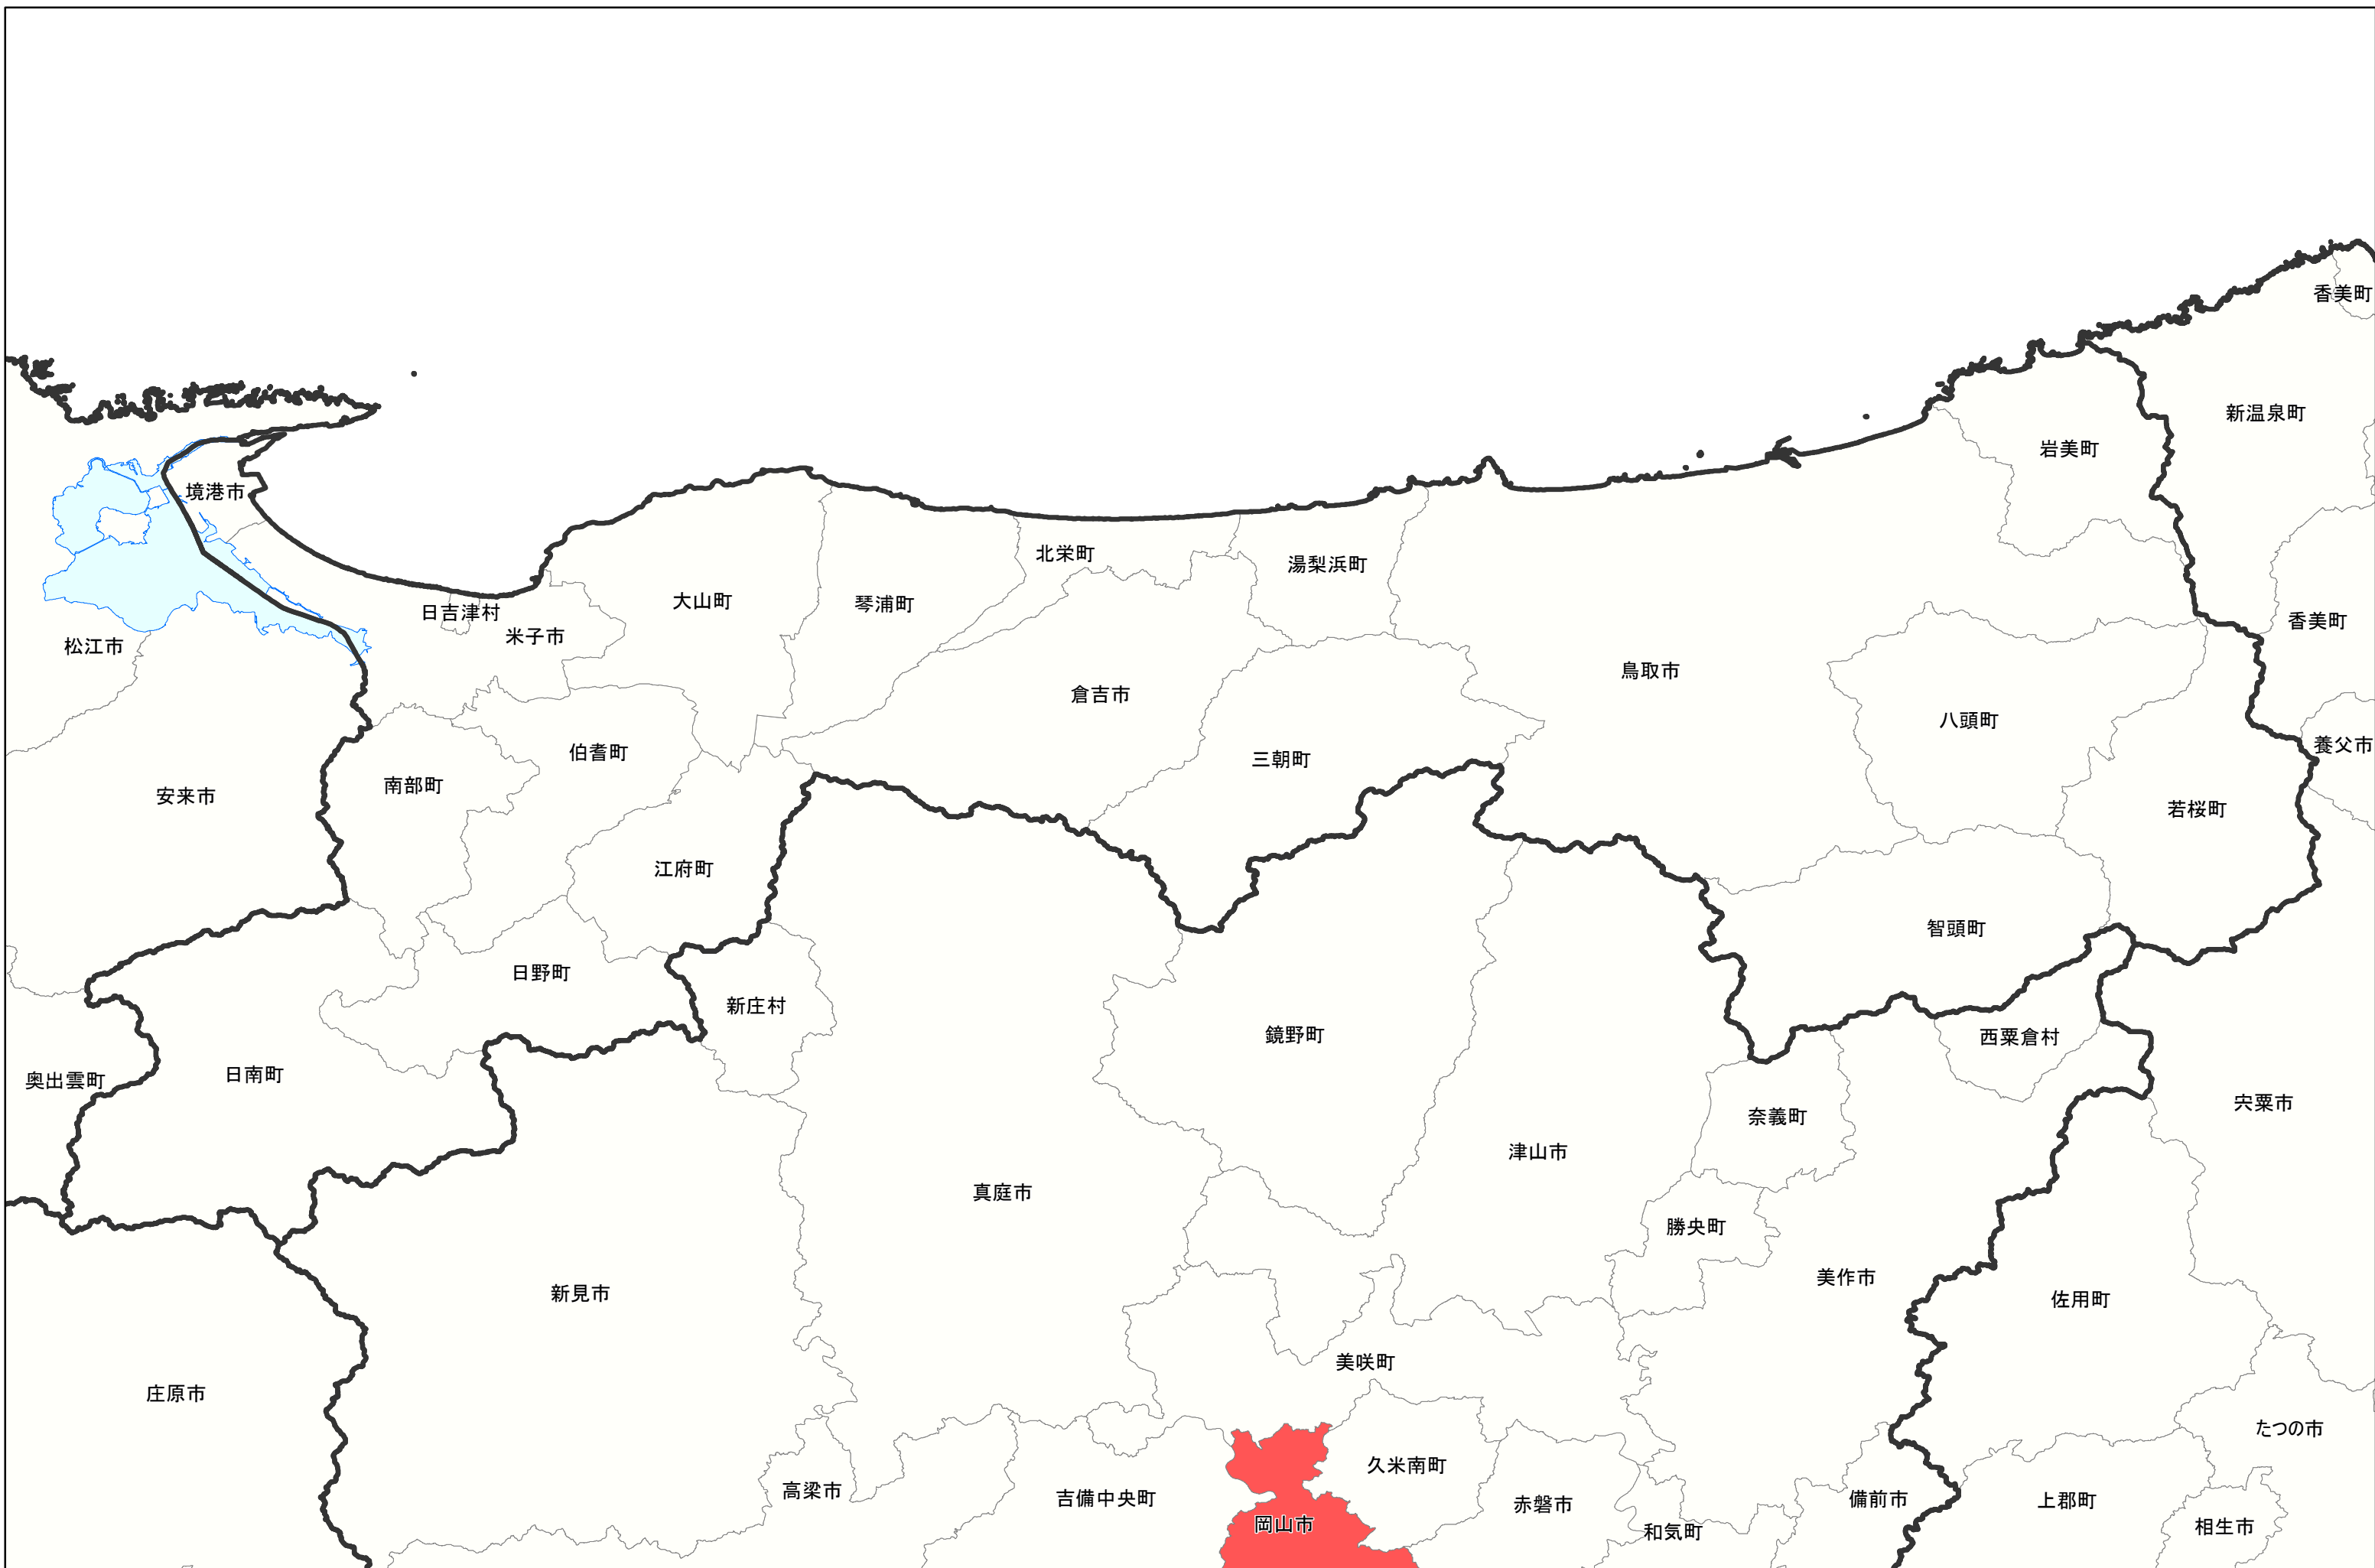 香美町
新温泉町
岩美町
境港市
北栄町
湯梨浜町
大山町
琴浦町
日吉津村
米子市
香美町
松江市
鳥取市
倉吉市
八頭町
養父市
伯耆町
三朝町
南部町
安来市
若桜町
江府町
智頭町
日野町
新庄村
鏡野町
西粟倉村
奥出雲町
日南町
宍粟市
奈義町
津山市
真庭市
勝央町
美作市
新見市
佐用町
美咲町
庄原市
たつの市
久米南町
高梁市
吉備中央町
備前市
上郡町
赤磐市
岡山市
相生市
和気町